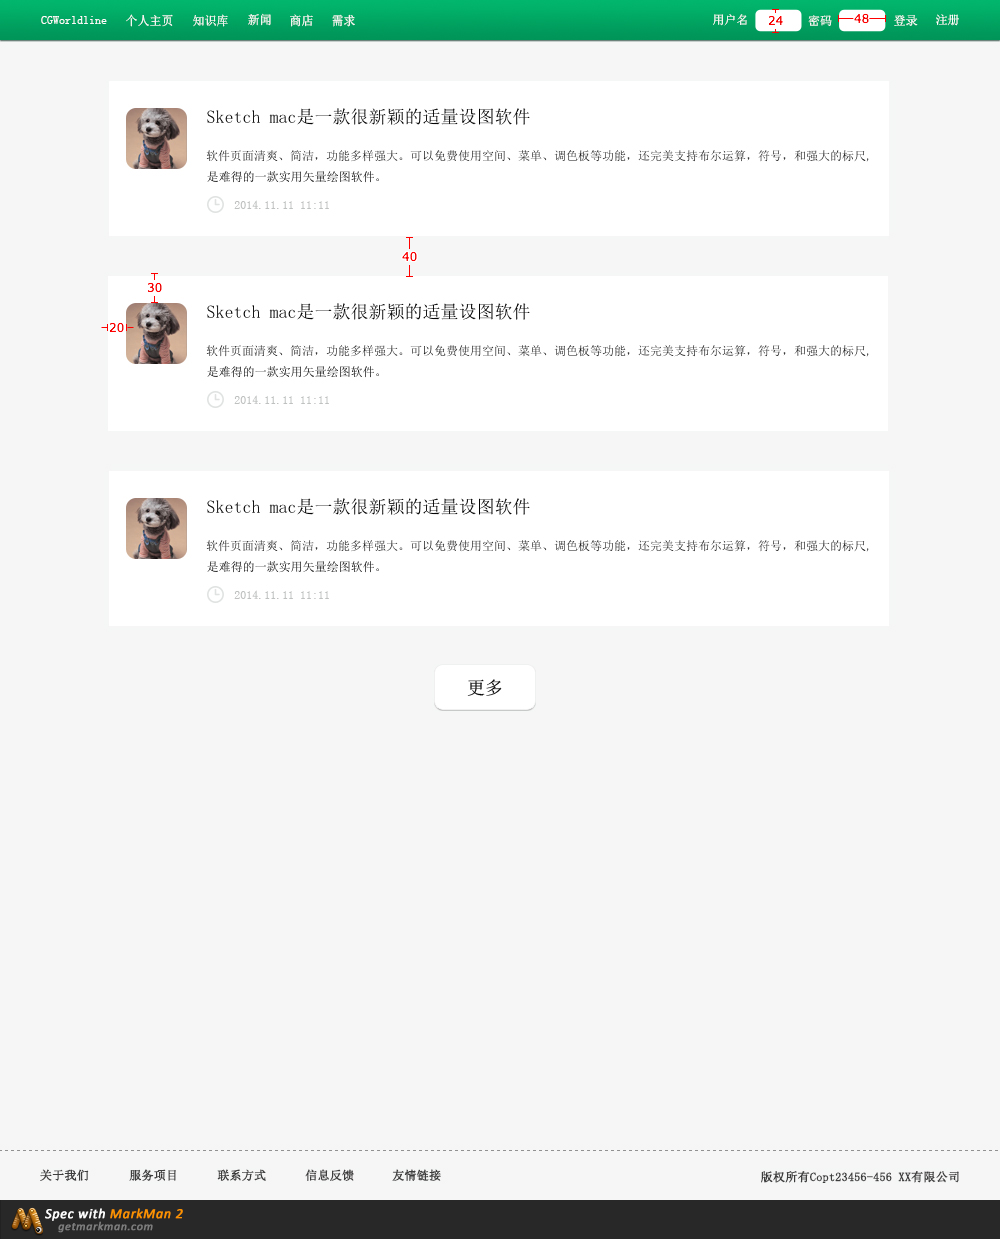 CGWorldline 个人主页 知识库 新闻 商店 需求 用户名 24 密码 48 登录 注册
Sketch mac是一款很新颖的适量设图软件
软件页面清爽、简洁，功能多样强大。可以免费使用空间、菜单、调色板等功能，还完美支持布尔运算，符号，和强大的标尺，
是难得的一款实用矢量绘图软件。
2014.11.11 11:11
40
30
Sketch mac是一款很新颖的适量设图软件
20
软件页面清爽、简洁，功能多样强大。可以免费使用空间、菜单、调色板等功能，还完美支持布尔运算，符号，和强大的标尺，
是难得的一款实用矢量绘图软件。
2014.11.11 11:11
Sketch mac是一款很新颖的适量设图软件
软件页面清爽、简洁，功能多样强大。可以免费使用空间、菜单、调色板等功能，还完美支持布尔运算，符号，和强大的标尺，
是难得的一款实用矢量绘图软件。
2014.11.11 11:11
更多
关于我们 服务项目 联系方式 信息反馈 友情链接 版权所有Copt23456-456 XX有限公司
Spec with MarkMan 2
getmarkman.com